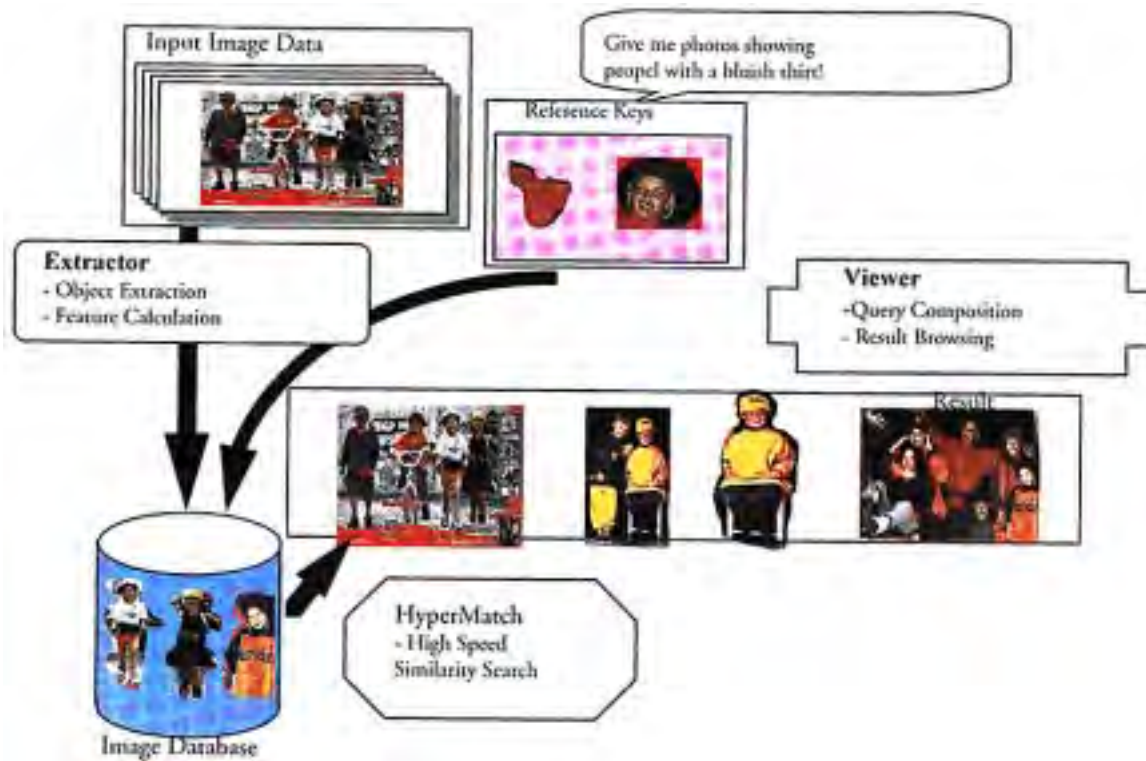 Input Image Data
Give me photos showing
peopel with a bluish shirt!
Reference Keys
Extractor
- Object Extraction
- Feature Calculation
Viewer
-Query Composition
- Result Browsing
Result
HyperMatch
- High Speed
Similarity Search
Image Database